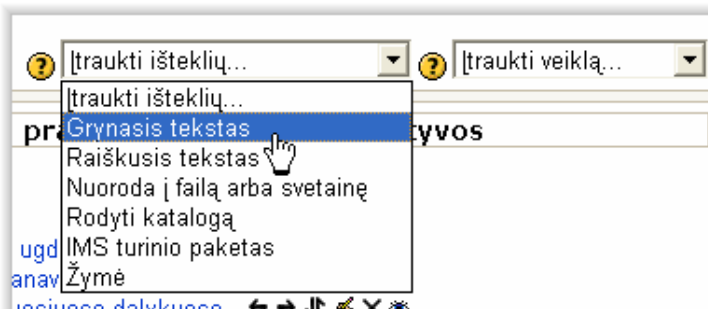 Įtraukti išteklių... Įtraukti veiklą...
Įtraukti išteklių...
Grynasis tekstas
Raiškusis tekstas
Nuoroda į failą arba svetainę
Rodyti katalogą
IMS turinio paketas
Žymė